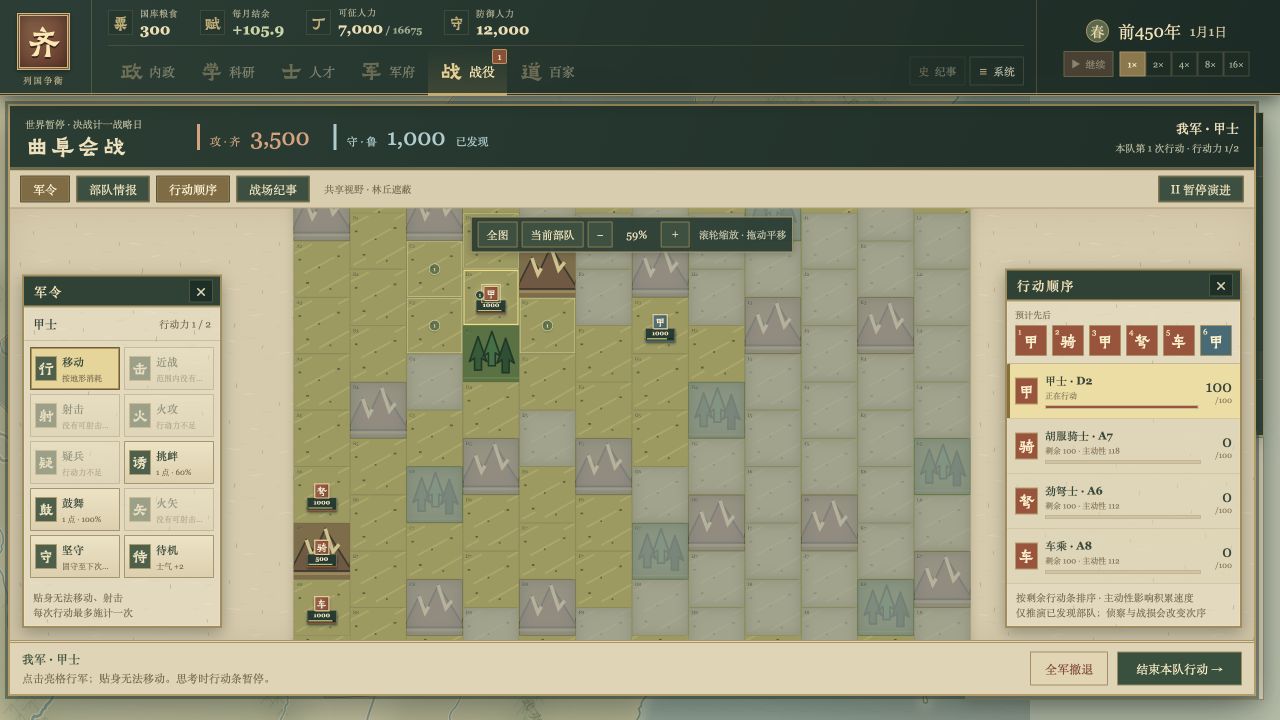 齐
列国争衡
粟 国库粮食 300
赋 每月结余 +105.9
丁 可征人力 7,000 / 16675
守 防御人力 12,000
政 内政
学 科研
士 人才
军 军府
战 战役 1
道 百家
史 纪事
≡ 系统
春 前450年 1月1日
▶ 继续 1× 2× 4× 8× 16×
世界暂停 · 决战计一战略日
曲阜会战
攻 · 齐 3,500
守 · 鲁 1,000 已发现
我军 · 甲士
本队第 1 次行动 · 行动力 1/2
军令 部队情报 行动顺序 战场纪事 共享视野 · 林丘遮蔽
II 暂停演进
全图 当前部队 − 59% + 滚轮缩放 · 拖动平移
军令 ✕
甲士 行动力 1 / 2
行 移动 按地形消耗
击 近战 范围内没有...
射 射击 没有可射击...
火 火攻 行动力不足
疑 疑兵 行动力不足
诱 挑衅 1 点 · 60%
鼓 鼓舞 1 点 · 100%
矢 火矢 没有可射击...
守 坚守 固守至下次...
待 待机 士气 +2
贴身无法移动、射击
每次行动最多施计一次
1
1
1
甲 1000
甲 1000
弩 1000
骑 500
车 1000
行动顺序 ✕
预计先后
1 甲 2 骑 3 甲 4 弩 5 车 6 甲
甲 甲士 · D2 正在行动 100 /100
骑 胡服骑士 · A7 剩余 100 · 主动性 118 0 /100
弩 劲弩士 · A6 剩余 100 · 主动性 112 0 /100
车 车乘 · A8 剩余 100 · 主动性 112 0 /100
按剩余行动条排序 · 主动性影响积累速度
仅推演已发现部队；侦察与战损会改变次序
我军 · 甲士
点击亮格行军；贴身无法移动。思考时行动条暂停。
全军撤退
结束本队行动 →